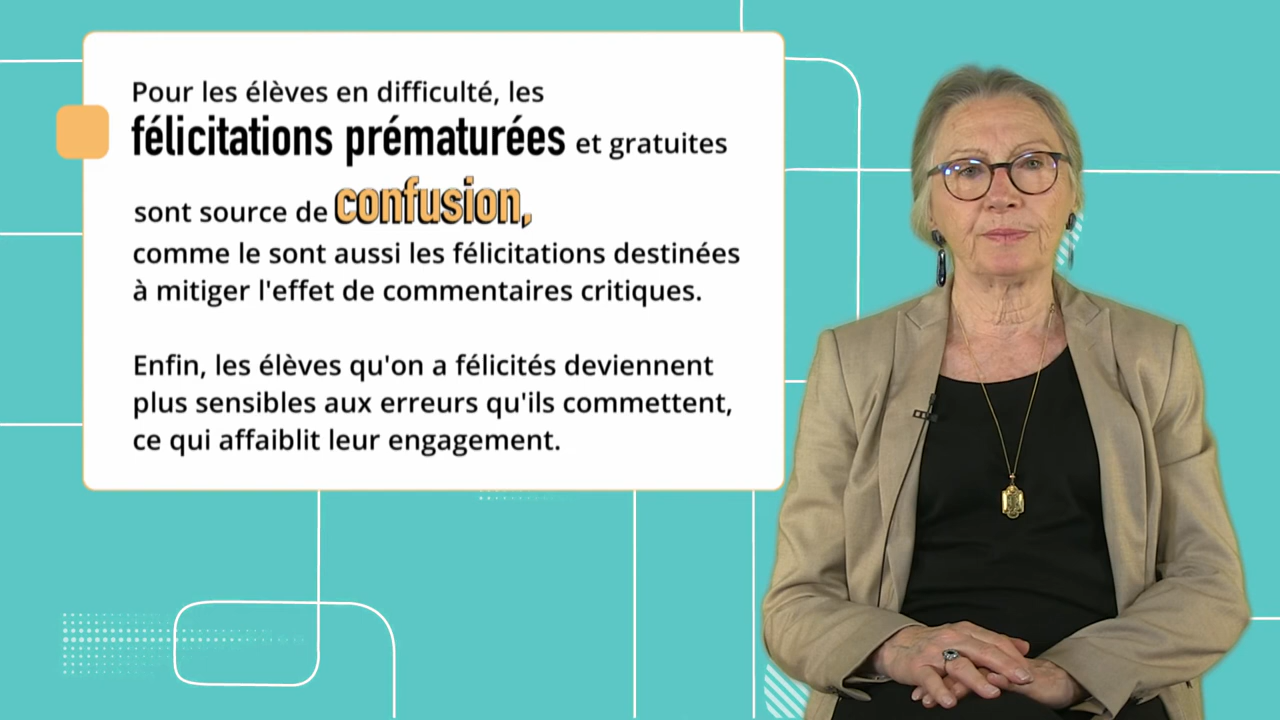 Pour les élèves en difficulté, les
félicitations prématurées et gratuites
sont source de confusion,
comme le sont aussi les félicitations destinées
à mitiger l'effet de commentaires critiques.
Enfin, les élèves qu'on a félicités deviennent
plus sensibles aux erreurs qu'ils commettent,
ce qui affaiblit leur engagement.